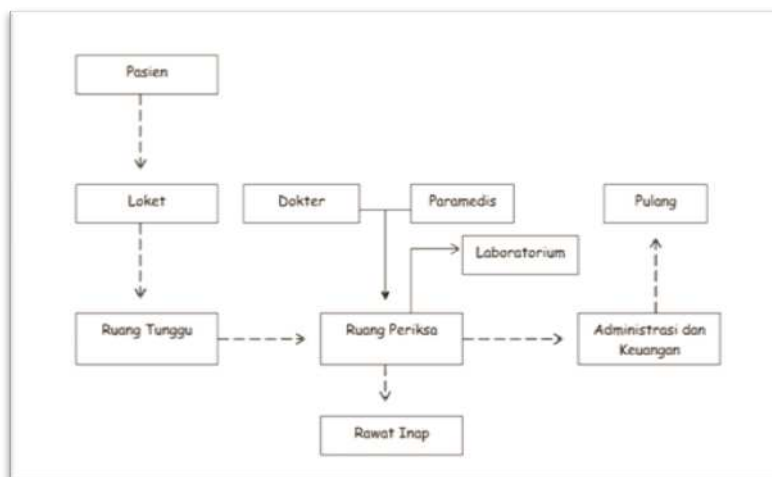 Pasien
Loket
Dokter
Paramedis
Pulang
Laboratorium
Ruang Tunggu
Ruang Periksa
Administrasi dan
Keuangan
Rawat Inap